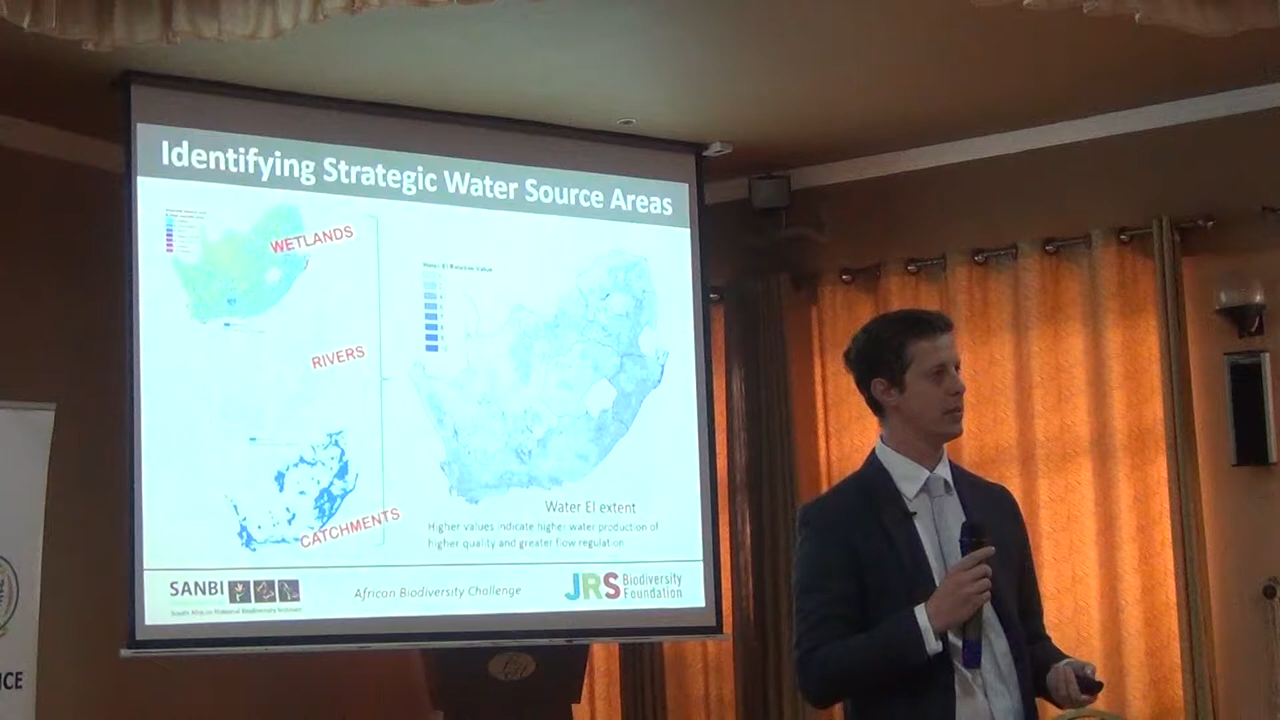 Identifying Strategic Water Source Areas
WETLANDS
RIVERS
CATCHMENTS
Water EI extent
Higher values indicate higher water production of
higher quality and greater flow regulation
SANBI
South African National Biodiversity Institute
African Biodiversity Challenge
JRS Biodiversity
Foundation
ICE